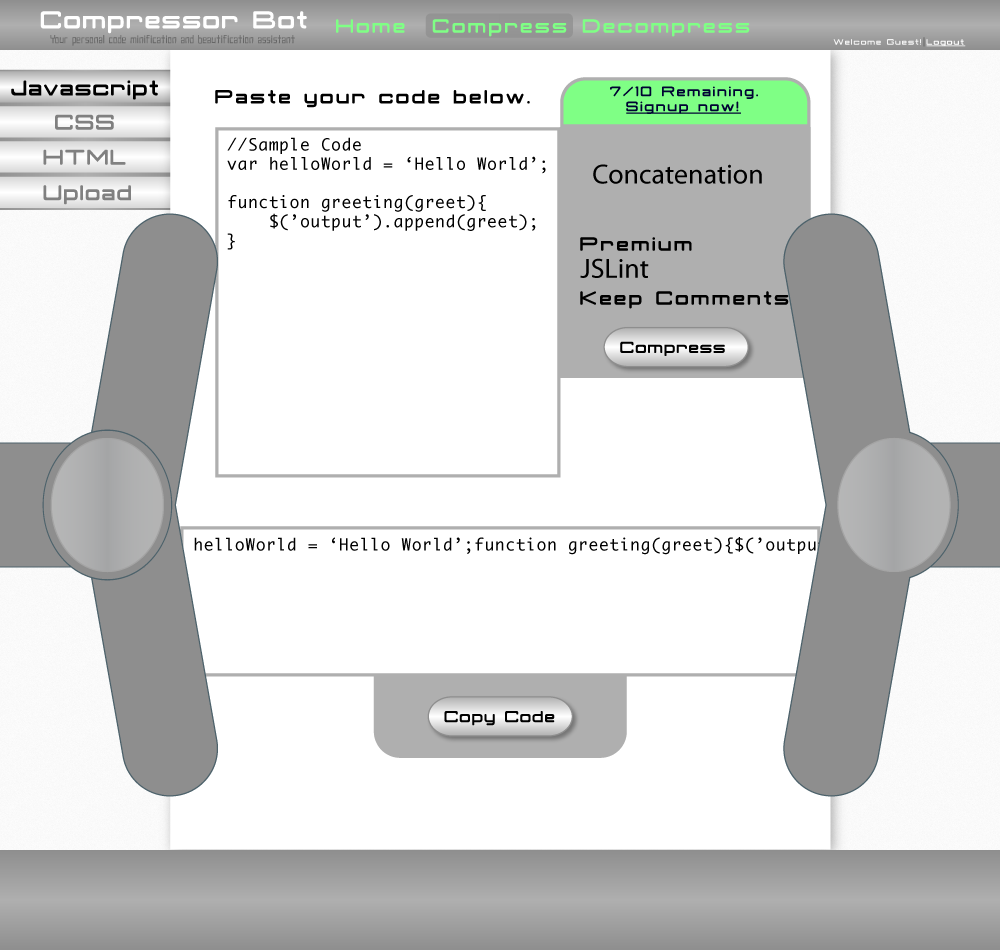 Compressor Bot
Your personal code minification and beautification assistant
Home Compress Decompress
Welcome Guest! Logout
Javascript
CSS
HTML
Upload
Paste your code below.
//Sample Code
var helloWorld = ‘Hello World’;
function greeting(greet){
$(’output’).append(greet);
}
7/10 Remaining.
Signup now!
Concatenation
Premium
JSLint
Keep Comments
Compress
helloWorld = ‘Hello World’;function greeting(greet){$(’outpu
Copy Code